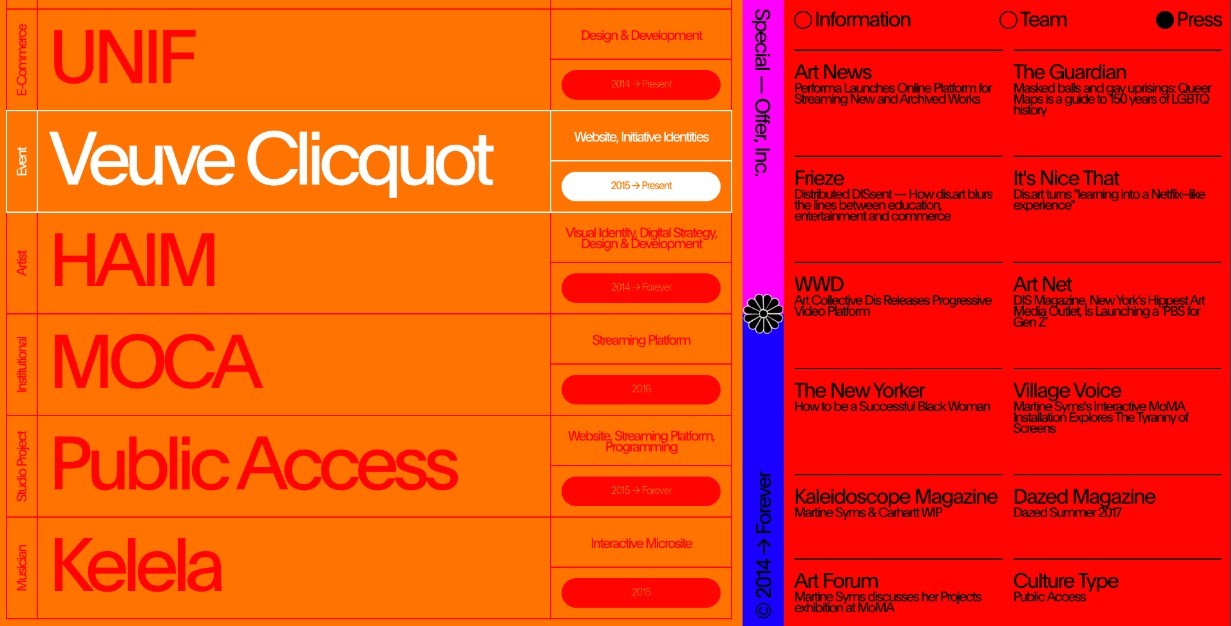 E-Commerce
UNIF
Design & Development
2014 → Present
Event
Veuve Clicquot
Website, Initiative Identities
2015 → Present
Artist
HAIM
Visual Identity, Digital Strategy,
Design & Development
2014 → Forever
Institutional
MOCA
Streaming Platform
2016
Studio Project
Public Access
Website, Streaming Platform,
Programming
2015 → Forever
Musician
Kelela
Interactive Microsite
2015
Special — Offer, Inc.
© 2014 → Forever
Information
Team
Press
Art News
Performa Launches Online Platform for
Streaming New and Archived Works
The Guardian
Masked balls and gay uprisings: Queer
Maps is a guide to 150 years of LGBTQ
history
Frieze
Distributed DISsent — How dis.art blurs
the lines between education,
entertainment and commerce
It's Nice That
Dis.art turns "learning into a Netflix-like
experience"
WWD
Art Collective Dis Releases Progressive
Video Platform
Art Net
DIS Magazine, New York's Hippest Art
Media Outlet, Is Launching a 'PBS for
Gen Z'
The New Yorker
How to be a Successful Black Woman
Village Voice
Martine Syms's Interactive MoMA
Installation Explores The Tyranny of
Screens
Kaleidoscope Magazine
Martine Syms & Carhartt WIP
Dazed Magazine
Dazed Summer 2017
Art Forum
Martine Syms discusses her Projects
exhibition at MoMA
Culture Type
Public Access